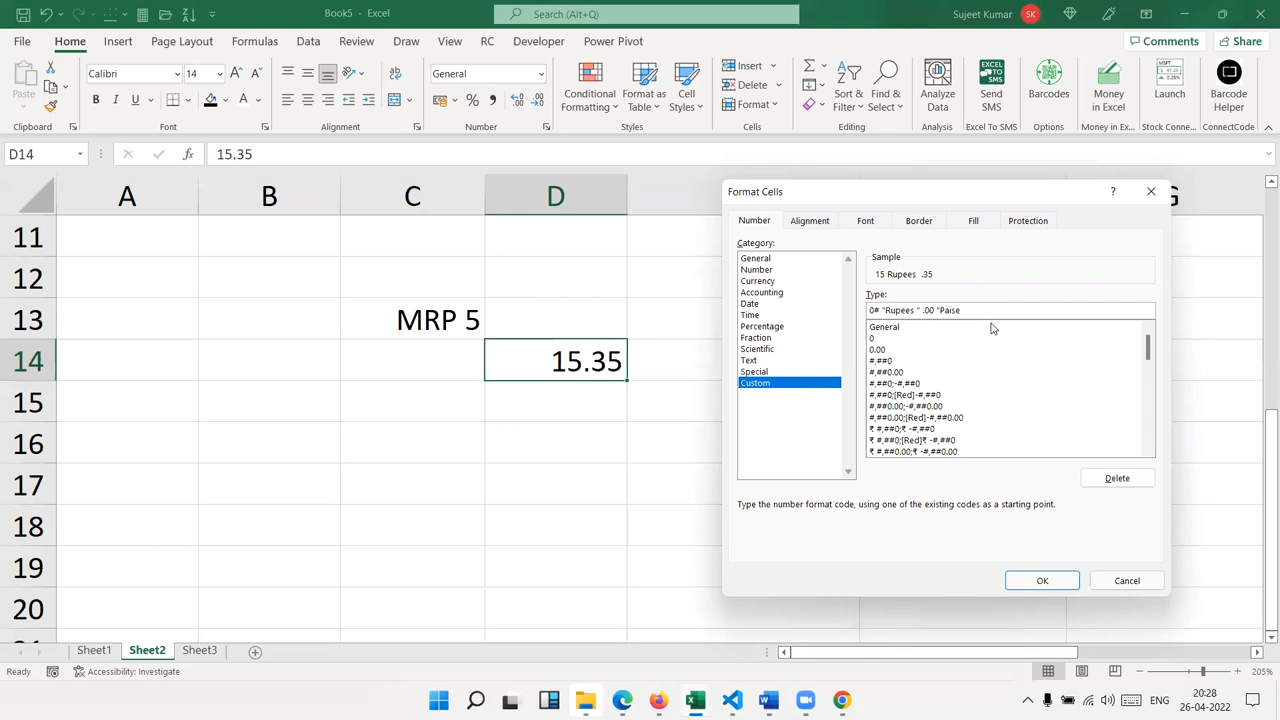 Book5 - Excel
Search (Alt+Q)
Sujeet Kumar
SK
File Home Insert Page Layout Formulas Data Review View Draw RC Developer Power Pivot
Comments
Share
Paste
Calibri
14
B I U
General
Conditional Formatting
Format as Table
Cell Styles
Insert
Delete
Format
Sort & Filter
Find & Select
Analyze Data
Send SMS
Barcodes
Money in Excel
Launch
Barcode Helper
Clipboard
Font
Alignment
Number
Styles
Cells
Editing
Analysis
Excel To SMS
Options
Money in Ex...
Stock Conne...
ConnectCode
D14
fx
15.35
A B C D G
11
12
13 MRP 5
14 15.35
15
16
17
18
19
20
Format Cells
?
Number Alignment Font Border Fill Protection
Category:
General
Number
Currency
Accounting
Date
Time
Percentage
Fraction
Scientific
Text
Special
Custom
Sample
15 Rupees .35
Type:
0# "Rupees " .00 "Paise
General
0
0.00
#,##0
#,##0.00
#,##0;-#,##0
#,##0;[Red]-#,##0
#,##0.00;-#,##0.00
#,##0.00;[Red]-#,##0.00
₹ #,##0;₹ -#,##0
₹ #,##0;[Red]₹ -#,##0
₹ #,##0.00;₹ -#,##0.00
Delete
Type the number format code, using one of the existing codes as a starting point.
OK
Cancel
Sheet1 Sheet2 Sheet3
Ready
Accessibility: Investigate
205%
ENG
20:28
26-04-2022